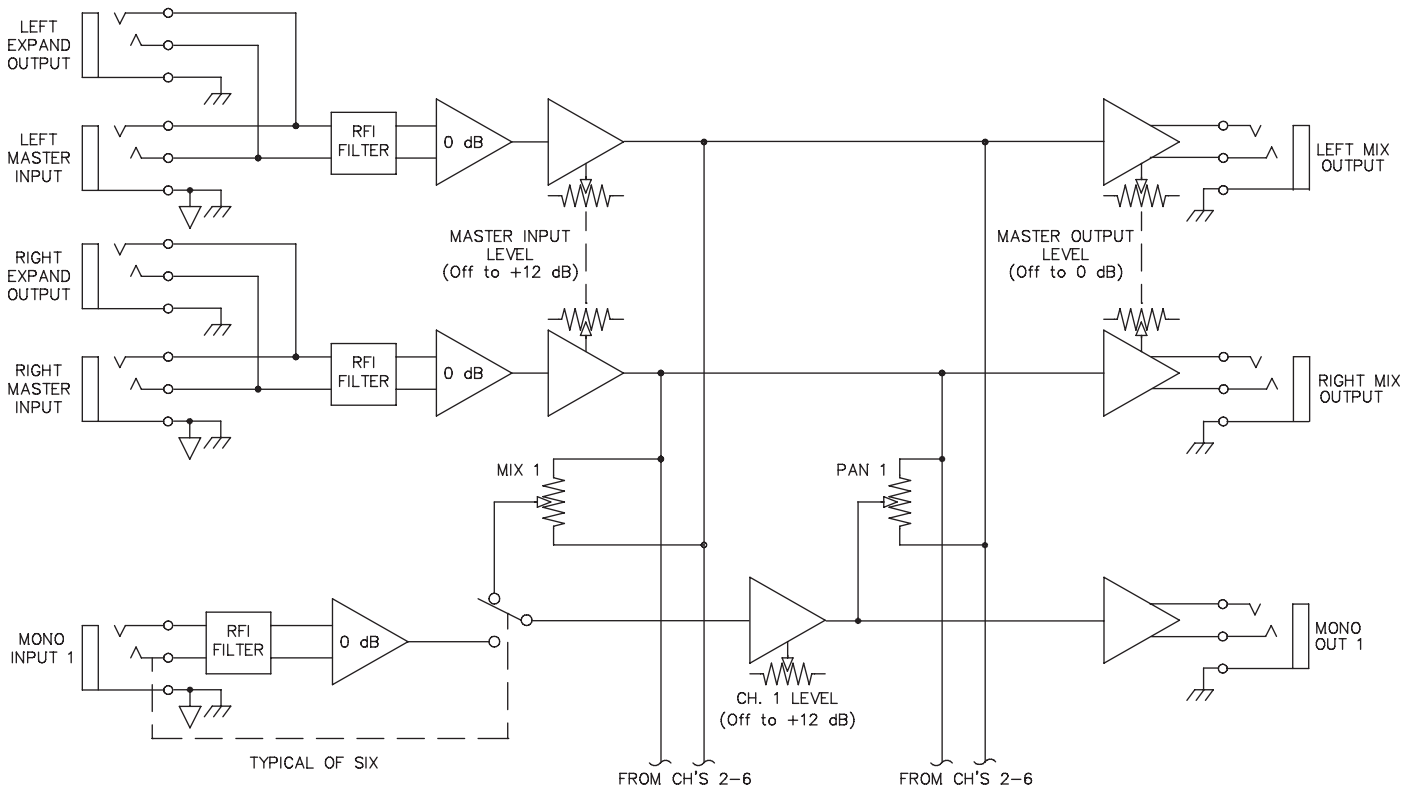 LEFT
EXPAND
OUTPUT
LEFT
MASTER
INPUT
RFI
FILTER
0 dB
LEFT MIX
OUTPUT
MASTER INPUT
LEVEL
(Off to +12 dB)
MASTER OUTPUT
LEVEL
(Off to 0 dB)
RIGHT
EXPAND
OUTPUT
RIGHT
MASTER
INPUT
RFI
FILTER
0 dB
RIGHT MIX
OUTPUT
MIX 1
PAN 1
MONO
INPUT 1
RFI
FILTER
0 dB
MONO
OUT 1
CH. 1 LEVEL
(Off to +12 dB)
TYPICAL OF SIX
FROM CH'S 2-6
FROM CH'S 2-6